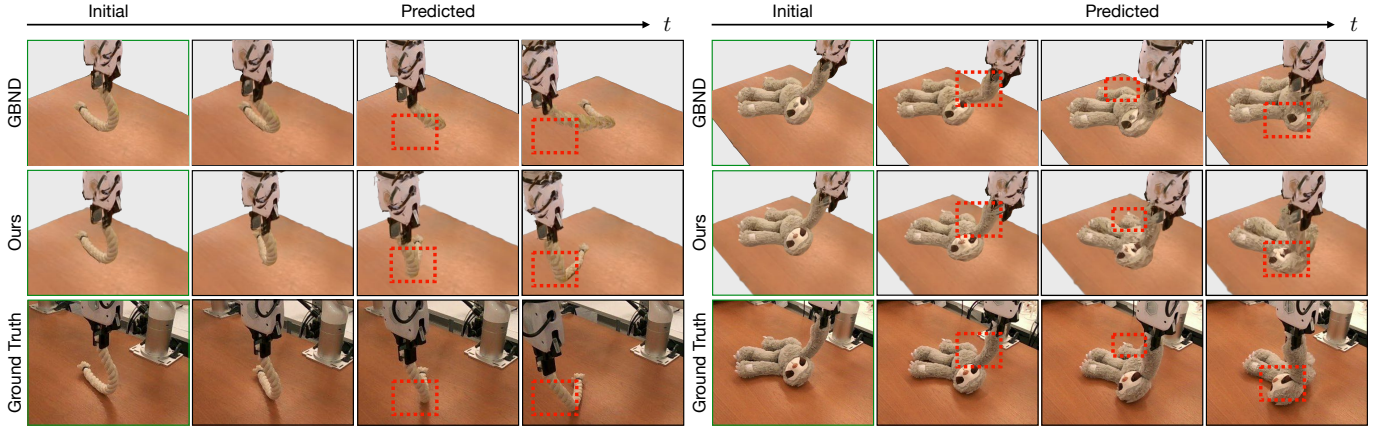 Initial Predicted t
Initial Predicted t
GBND
GBND
Ours
Ours
Ground Truth
Ground Truth